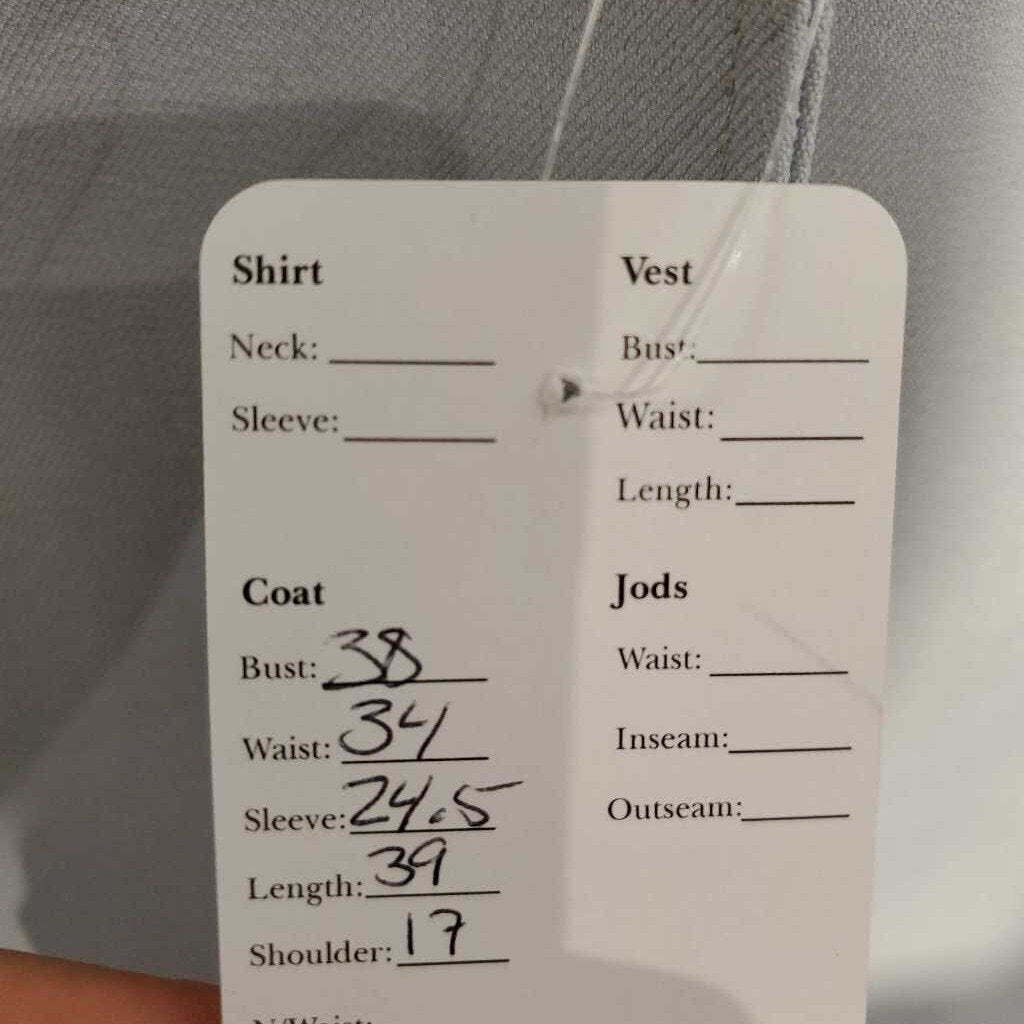 Shirt
Neck:
Sleeve:
Vest
Bust:
Waist:
Length:
Coat
Bust: 38
Waist: 34
Sleeve: 24.5
Length: 39
Shoulder: 17
N/Waist:
Jods
Waist:
Inseam:
Outseam: